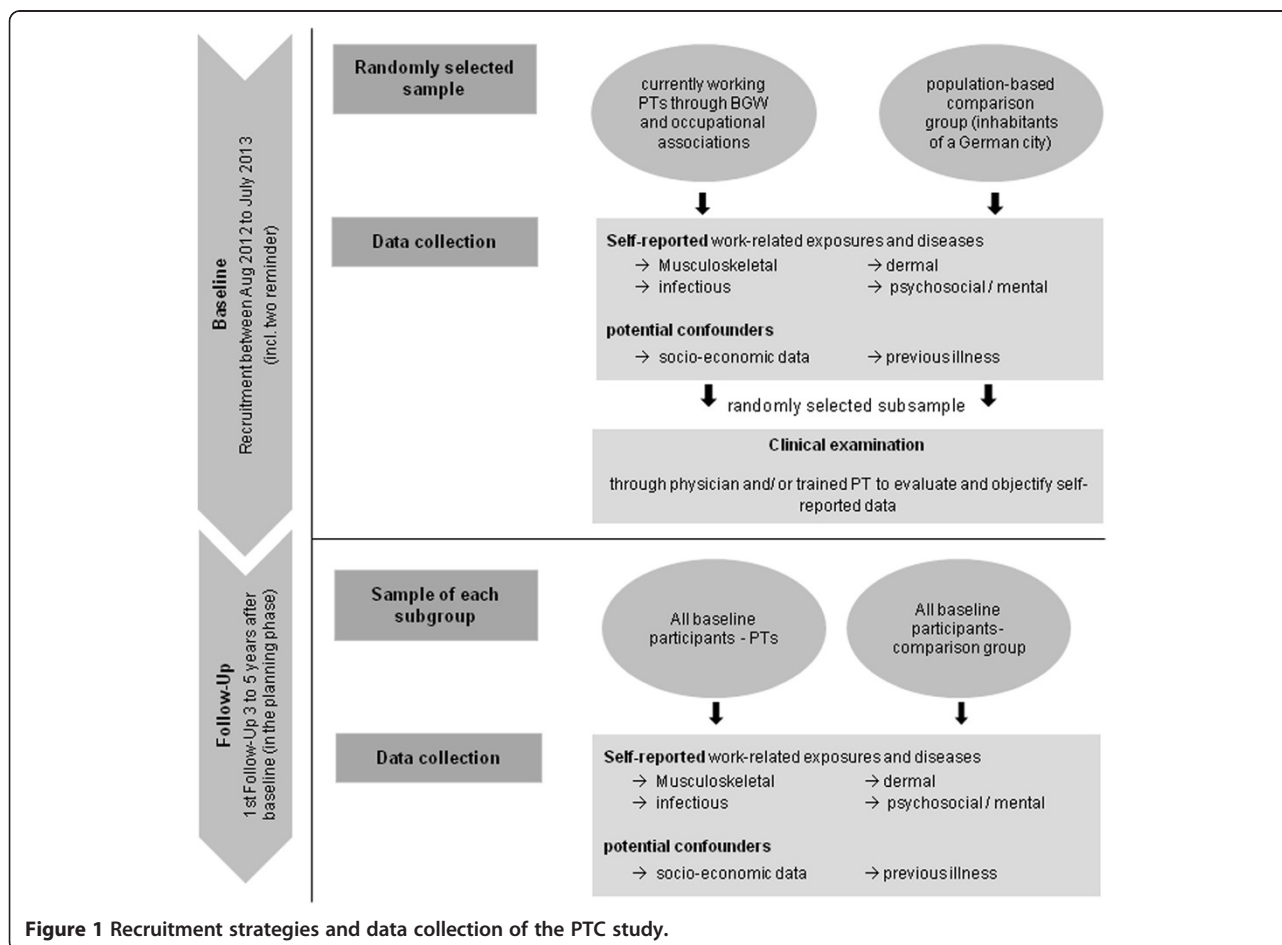 Baseline
Recruitment between Aug 2012 to July 2013
(incl. two reminder)
Randomly selected
sample
currently working
PTs through BGW
and occupational
associations
population-based
comparison
group (inhabitants
of a German city)
Data collection
Self-reported work-related exposures and diseases
→ Musculoskeletal → dermal
→ infectious → psychosocial / mental
potential confounders
→ socio-economic data → previous illness
randomly selected subsample
Clinical examination
through physician and/ or trained PT to evaluate and objectify self-
reported data
Follow-Up
1st Follow-Up 3 to 5 years after
baseline (in the planning phase)
Sample of each
subgroup
All baseline
participants - PTs
All baseline
participants-
comparison group
Data collection
Self-reported work-related exposures and diseases
→ Musculoskeletal → dermal
→ infectious → psychosocial / mental
potential confounders
→ socio-economic data → previous illness
Figure 1 Recruitment strategies and data collection of the PTC study.